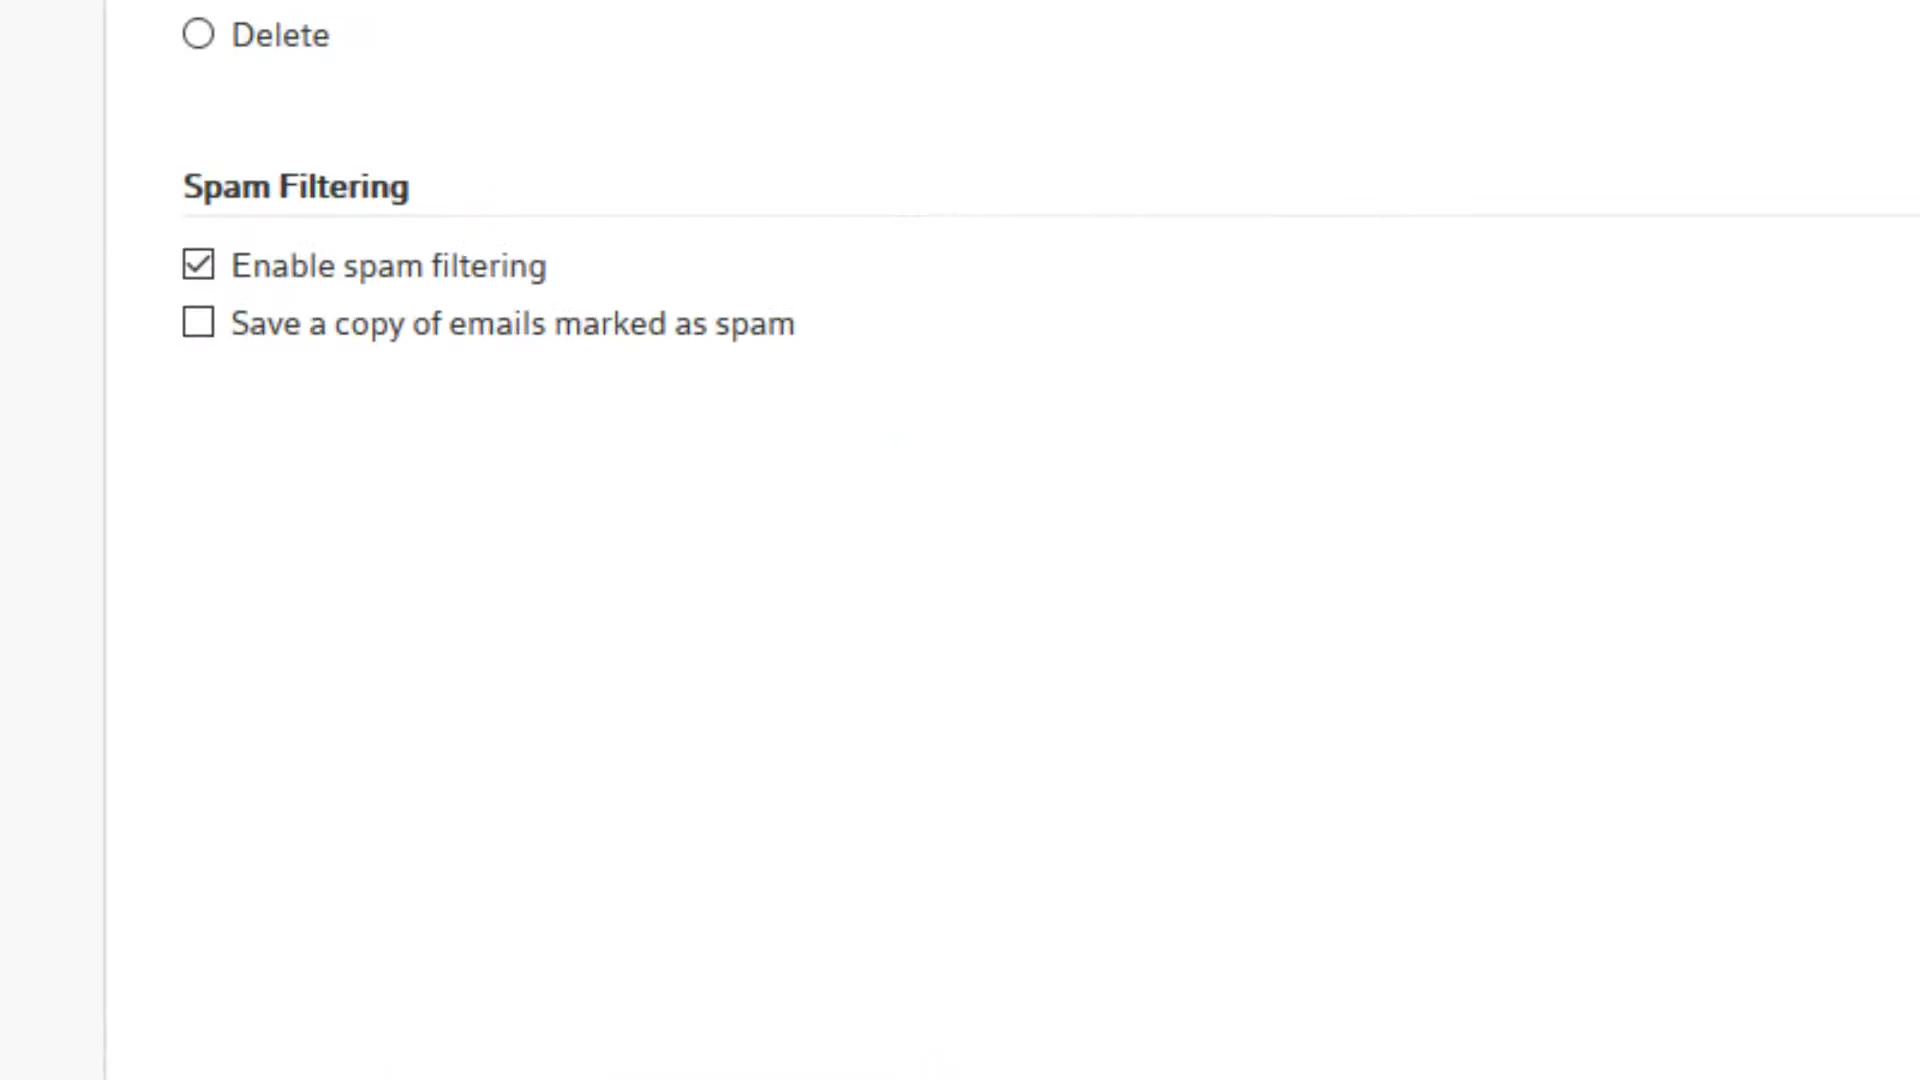 Delete
Spam Filtering
Enable spam filtering
Save a copy of emails marked as spam